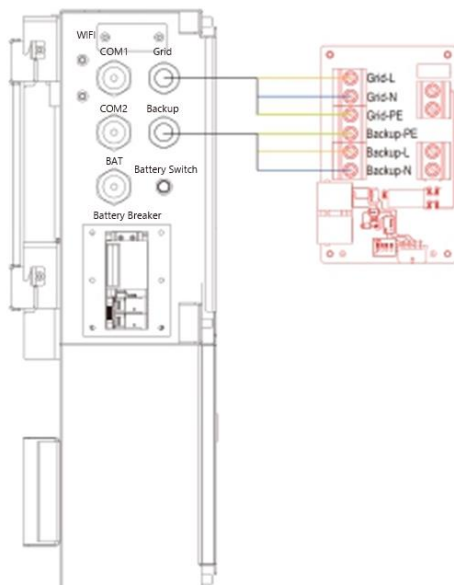 WIFI
COM1 Grid
COM2 Backup
BAT
Battery Switch
Battery Breaker
Grid-L
Grid-N
Grid-PE
Backup-PE
Backup-L
Backup-N